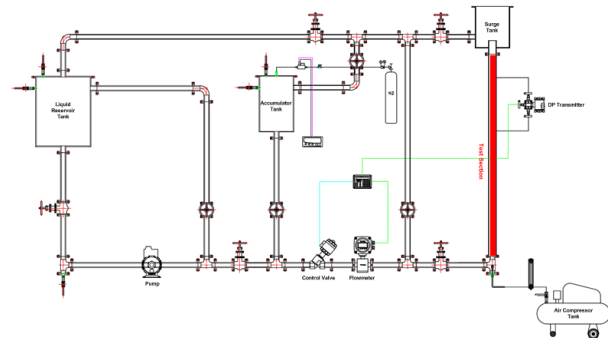 Surge
Tank
Liquid
Reservoir
Tank
Accumulator
Tank
N2
DP Transmitter
Test Section
Pump
Control Valve
Flowmeter
Air Compressor
Tank